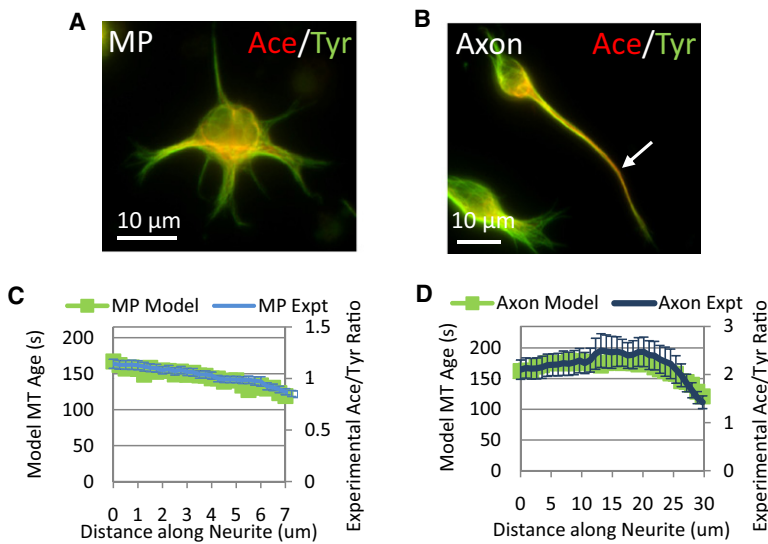 A
MP
Ace/Tyr
10 µm
B
Axon
Ace/Tyr
10 µm
C
MP Model
MP Expt
Model MT Age (s)
200
150
100
50
0
1.5
1
0.5
0
Experimental Ace/Tyr Ratio
0 1 2 3 4 5 6 7
Distance along Neurite (um)
D
Axon Model
Axon Expt
Model MT Age (s)
200
150
100
50
0
3
2
1
0
Experimental Ace/Tyr Ratio
0 5 10 15 20 25 30
Distance along Neurite (um)